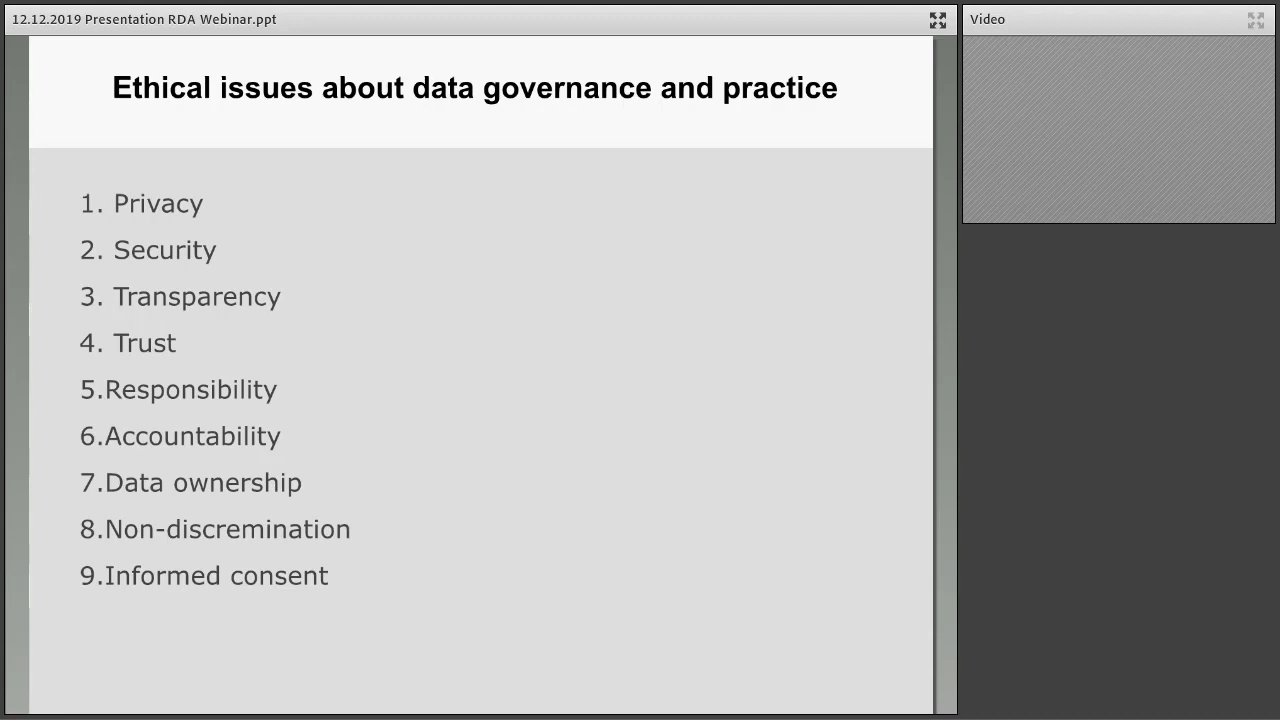 12.12.2019 Presentation RDA Webinar.ppt
Video
Ethical issues about data governance and practice
1. Privacy
2. Security
3. Transparency
4. Trust
5.Responsibility
6.Accountability
7.Data ownership
8.Non-discremination
9.Informed consent